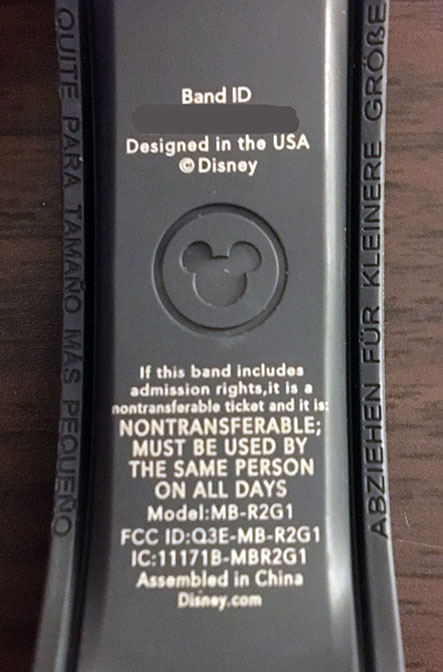 Band ID
Designed in the USA
© Disney
If this band includes
admission rights,it is a
nontransferable ticket and it is:
NONTRANSFERABLE;
MUST BE USED BY
THE SAME PERSON
ON ALL DAYS
Model:MB-R2G1
FCC ID:Q3E-MB-R2G1
IC:11171B-MBR2G1
Assembled in China
Disney.com
QUITE PARA TAMAÑO MÁS PEQUEÑO
ABZIEHEN FÜR KLEINERE GRÖßE